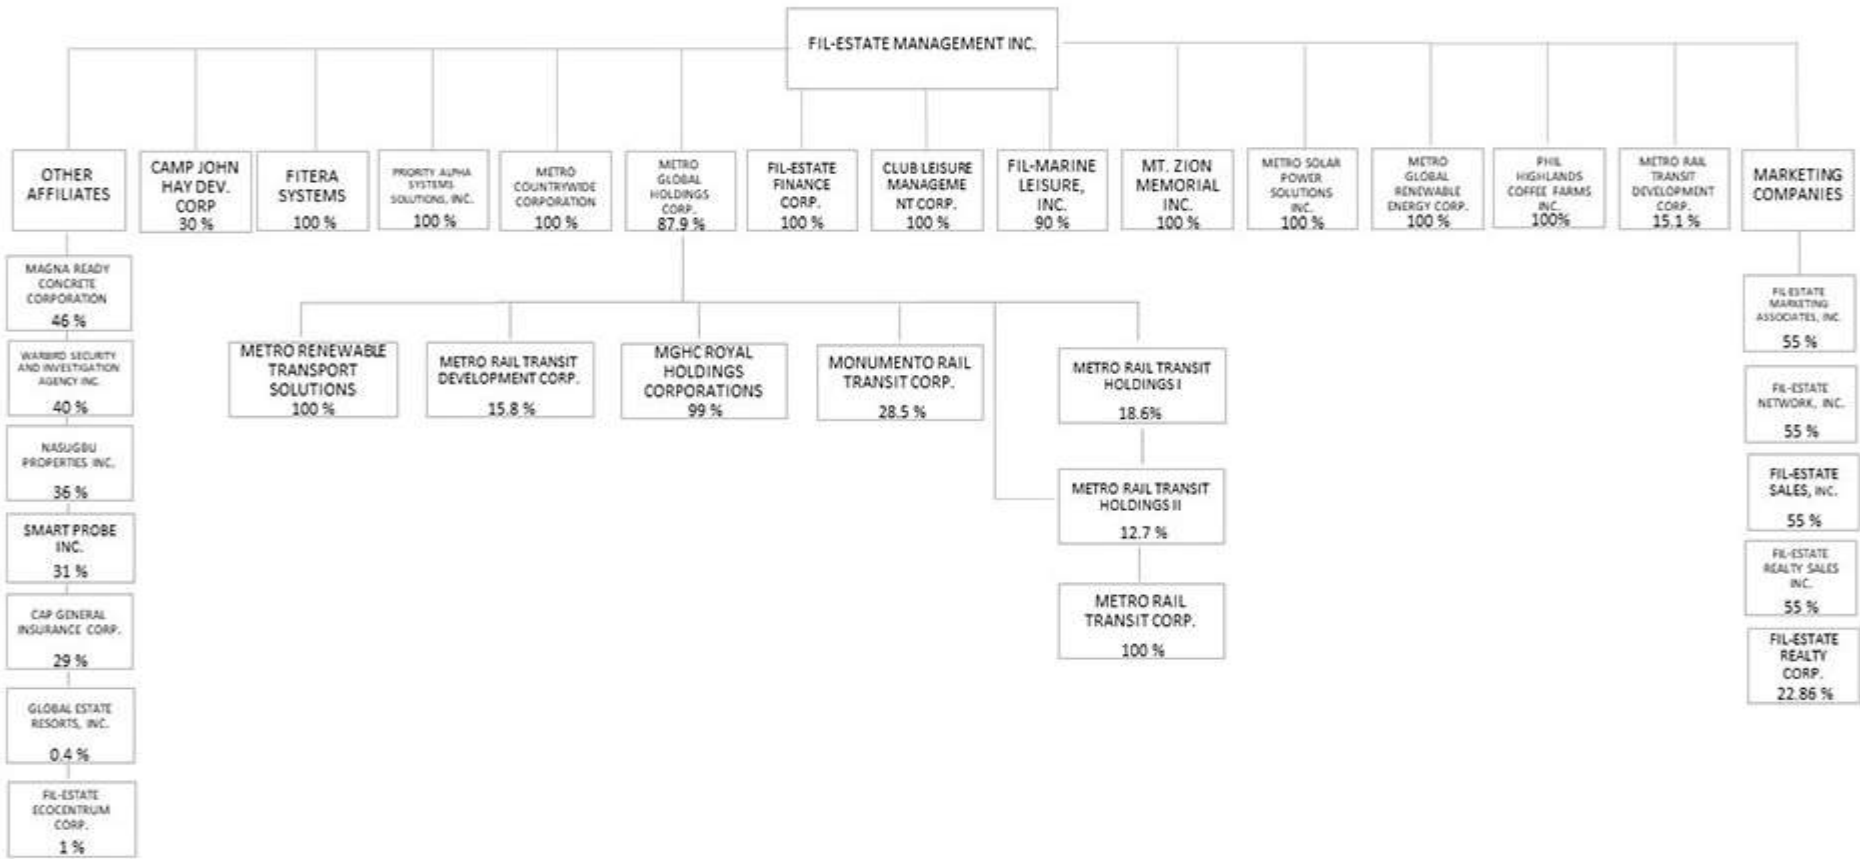 FIL-ESTATE MANAGEMENT INC.
OTHER
AFFILIATES
CAMP JOHN
HAY DEV.
CORP
30 %
FITERA
SYSTEMS
100 %
PRIORITY ALPHA
SYSTEMS
SOLUTIONS, INC.
100 %
METRO
COUNTRYWIDE
CORPORATION
100 %
METRO
GLOBAL
HOLDINGS
CORP.
87.9 %
FIL-ESTATE
FINANCE
CORP.
100 %
CLUB LEISURE
MANAGEME
NT CORP.
100 %
FIL-MARINE
LEISURE,
INC.
90 %
MT. ZION
MEMORIAL
INC.
100 %
METRO SOLAR
POWER
SOLUTIONS
INC.
100 %
METRO
GLOBAL
RENEWABLE
ENERGY CORP.
100 %
PHIL
HIGHLANDS
COFFEE FARMS
INC.
100%
METRO RAIL
TRANSIT
DEVELOPMENT
CORP.
15.1 %
MARKETING
COMPANIES
MAGNA READY
CONCRETE
CORPORATION
46 %
WARBIRD SECURITY
AND INVESTIGATION
AGENCY INC.
40 %
NASUGBU
PROPERTIES INC.
36 %
SMART PROBE
INC.
31 %
CAP GENERAL
INSURANCE CORP.
29 %
GLOBAL ESTATE
RESORTS, INC.
0.4 %
FIL-ESTATE
ECOCENTRUM
CORP.
1 %
METRO RENEWABLE
TRANSPORT
SOLUTIONS
100 %
METRO RAIL TRANSIT
DEVELOPMENT CORP.
15.8 %
MGHC ROYAL
HOLDINGS
CORPORATIONS
99 %
MONUMENTO RAIL
TRANSIT CORP.
28.5 %
METRO RAIL TRANSIT
HOLDINGS I
18.6%
METRO RAIL TRANSIT
HOLDINGS II
12.7 %
METRO RAIL
TRANSIT CORP.
100 %
FIL-ESTATE
MARKETING
ASSOCIATES, INC.
55 %
FIL-ESTATE
NETWORK, INC.
55 %
FIL-ESTATE
SALES, INC.
55 %
FIL-ESTATE
REALTY SALES
INC.
55 %
FIL-ESTATE
REALTY
CORP.
22.86 %